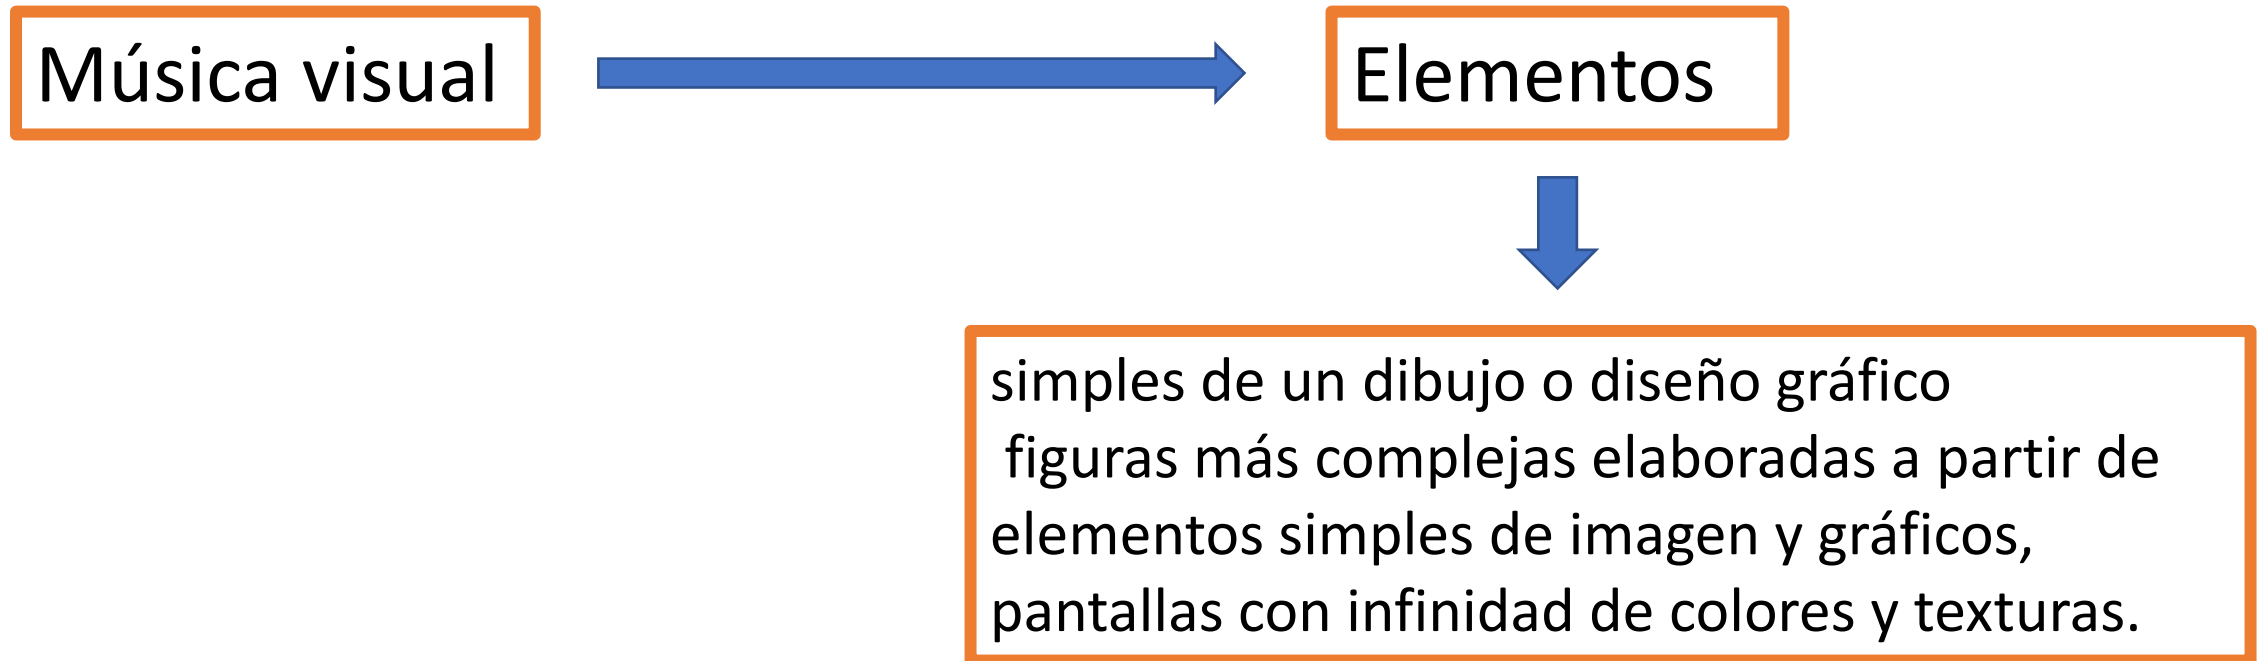 Música visual
Elementos
simples de un dibujo o diseño gráfico
figuras más complejas elaboradas a partir de
elementos simples de imagen y gráficos,
pantallas con infinidad de colores y texturas.